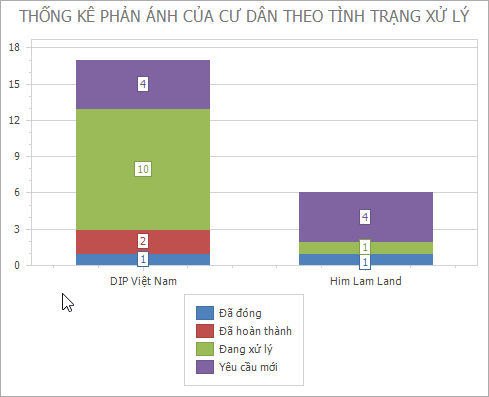 THỐNG KÊ PHẢN ÁNH CỦA CƯ DÂN THEO TÌNH TRẠNG XỬ LÝ
18
15
12
9
6
3
0
4
10
2
1
4
1
1
DIP Việt Nam
Him Lam Land
Đã đóng
Đã hoàn thành
Đang xử lý
Yêu cầu mới